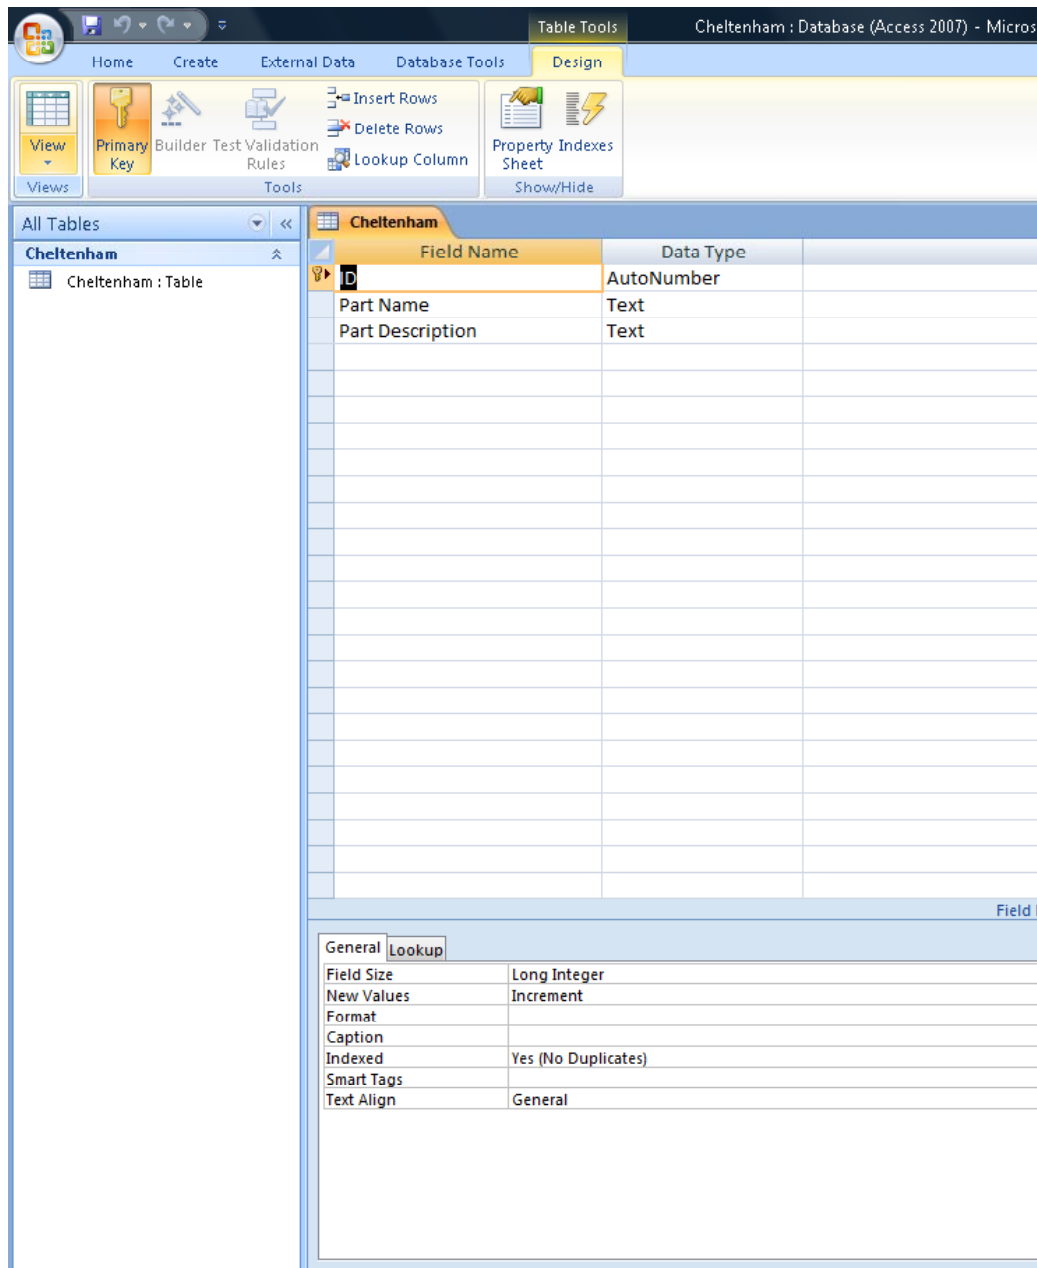 Table Tools
Cheltenham : Database (Access 2007) - Micros
Home Create External Data Database Tools Design
View
Primary Key
Builder
Test Validation Rules
Insert Rows
Delete Rows
Lookup Column
Property Sheet
Indexes
Views Tools Show/Hide
All Tables
Cheltenham
Cheltenham : Table
Cheltenham
Field Name Data Type
ID AutoNumber
Part Name Text
Part Description Text
Field
General Lookup
Field Size Long Integer
New Values Increment
Format
Caption
Indexed Yes (No Duplicates)
Smart Tags
Text Align General